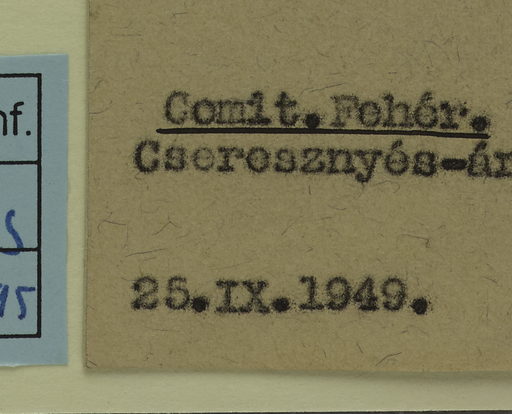 nf.
Comit. Fehér.
Cseresznyés-ár
25.IX.1949.